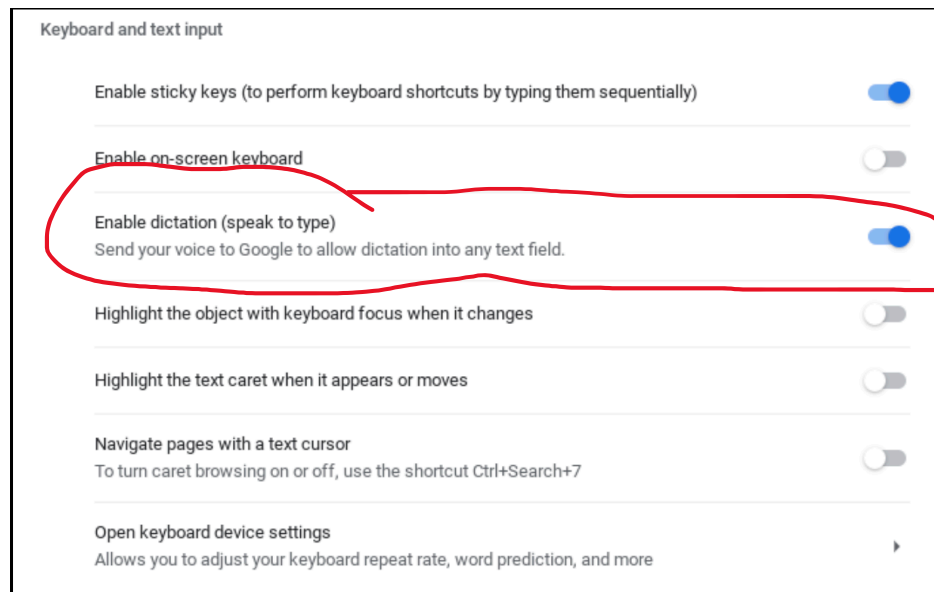 Keyboard and text input
Enable sticky keys (to perform keyboard shortcuts by typing them sequentially)
Enable on-screen keyboard
Enable dictation (speak to type)
Send your voice to Google to allow dictation into any text field.
Highlight the object with keyboard focus when it changes
Highlight the text caret when it appears or moves
Navigate pages with a text cursor
To turn caret browsing on or off, use the shortcut Ctrl+Search+7
Open keyboard device settings
Allows you to adjust your keyboard repeat rate, word prediction, and more